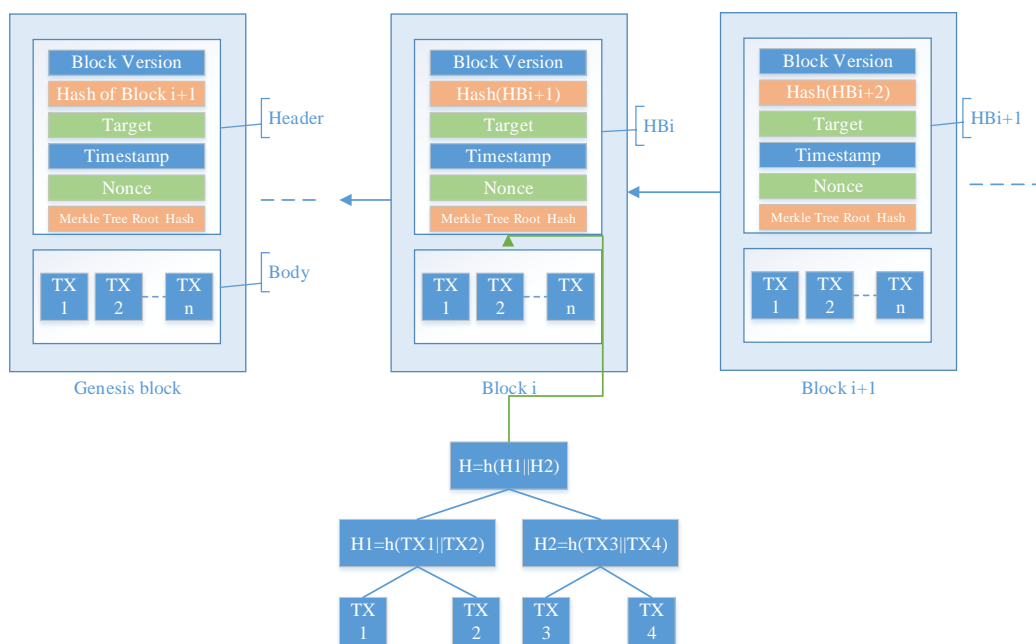 Block Version
Hash of Block i+1
Target
Timestamp
Nonce
Merkle Tree Root Hash
Header
TX
1
TX
2
TX
n
Body
Genesis block
Block Version
Hash(HBi+1)
Target
Timestamp
Nonce
Merkle Tree Root Hash
HBi
TX
1
TX
2
TX
n
Block i
Block Version
Hash(HBi+2)
Target
Timestamp
Nonce
Merkle Tree Root Hash
HBi+1
TX
1
TX
2
TX
n
Block i+1
H=h(H1||H2)
H1=h(TX1||TX2)
H2=h(TX3||TX4)
TX
1
TX
2
TX
3
TX
4